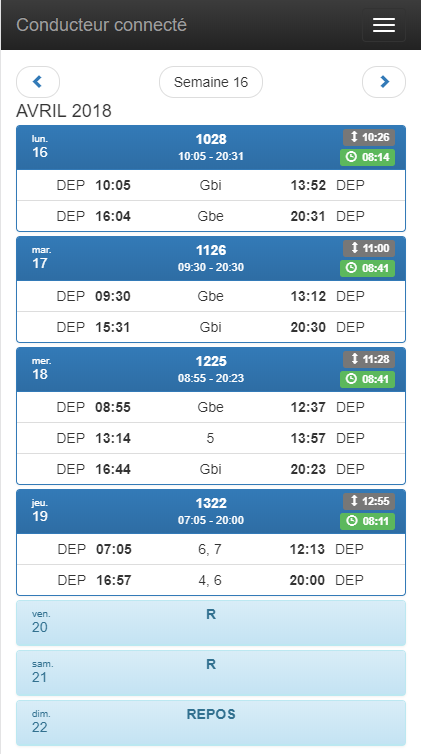 Conducteur connecté
Semaine 16
AVRIL 2018
lun. 1028 10:26
16 10:05 - 20:31 08:14
DEP 10:05 Gbi 13:52 DEP
DEP 16:04 Gbe 20:31 DEP
mar. 1126 11:00
17 09:30 - 20:30 08:41
DEP 09:30 Gbe 13:12 DEP
DEP 15:31 Gbi 20:30 DEP
mer. 1225 11:28
18 08:55 - 20:23 08:41
DEP 08:55 Gbe 12:37 DEP
DEP 13:14 5 13:57 DEP
DEP 16:44 Gbi 20:23 DEP
jeu. 1322 12:55
19 07:05 - 20:00 08:11
DEP 07:05 6, 7 12:13 DEP
DEP 16:57 4, 6 20:00 DEP
ven. R
20
sam. R
21
dim. REPOS
22